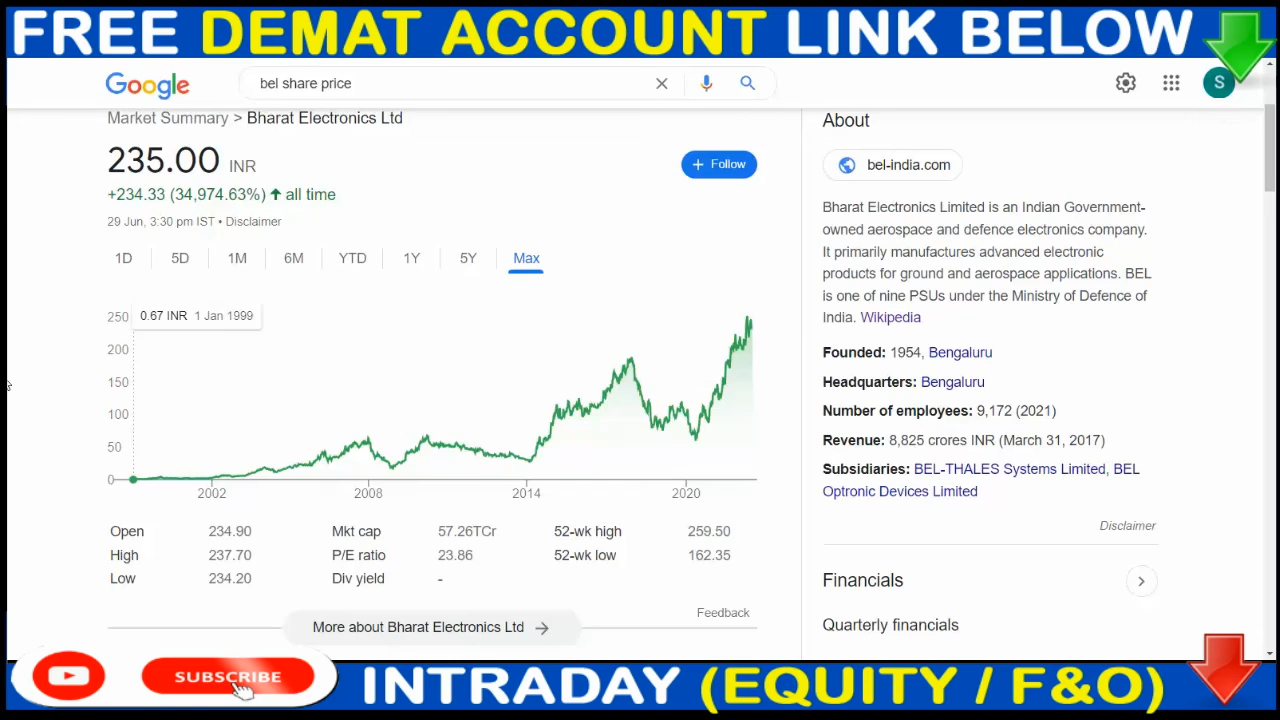 FREE DEMAT ACCOUNT LINK BELOW
Google
bel share price
S
Market Summary > Bharat Electronics Ltd
235.00 INR
+ Follow
+234.33 (34,974.63%) ↑ all time
29 Jun, 3:30 pm IST • Disclaimer
1D 5D 1M 6M YTD 1Y 5Y Max
0.67 INR 1 Jan 1999
250
200
150
100
50
0
2002 2008 2014 2020
Open 234.90 Mkt cap 57.26TCr 52-wk high 259.50
High 237.70 P/E ratio 23.86 52-wk low 162.35
Low 234.20 Div yield -
Feedback
More about Bharat Electronics Ltd →
About
bel-india.com
Bharat Electronics Limited is an Indian Government-
owned aerospace and defence electronics company.
It primarily manufactures advanced electronic
products for ground and aerospace applications. BEL
is one of nine PSUs under the Ministry of Defence of
India. Wikipedia
Founded: 1954, Bengaluru
Headquarters: Bengaluru
Number of employees: 9,172 (2021)
Revenue: 8,825 crores INR (March 31, 2017)
Subsidiaries: BEL-THALES Systems Limited, BEL
Optronic Devices Limited
Disclaimer
Financials
Quarterly financials
SUBSCRIBE
INTRADAY (EQUITY / F&O)